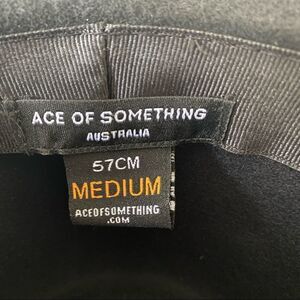 ACE OF SOMETHING
AUSTRALIA
57CM
MEDIUM
ACEOFSOMETHING
.COM